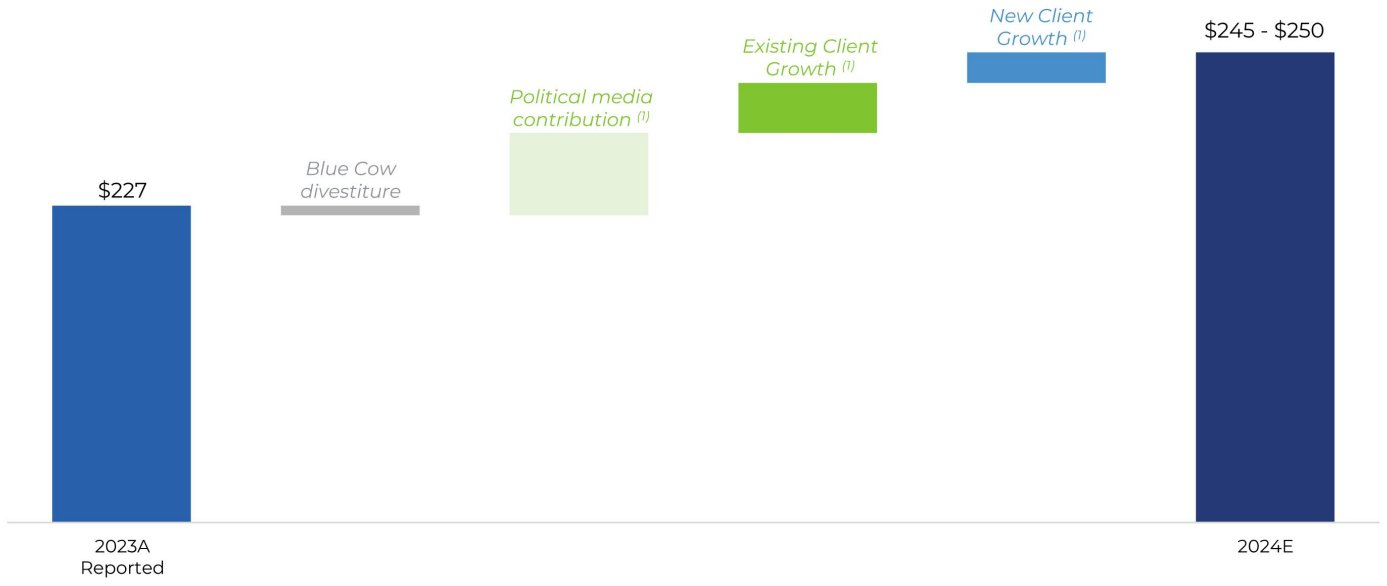 $227
2023A
Reported
Blue Cow
divestiture
Political media
contribution (1)
Existing Client
Growth (1)
New Client
Growth (1)
$245 - $250
2024E